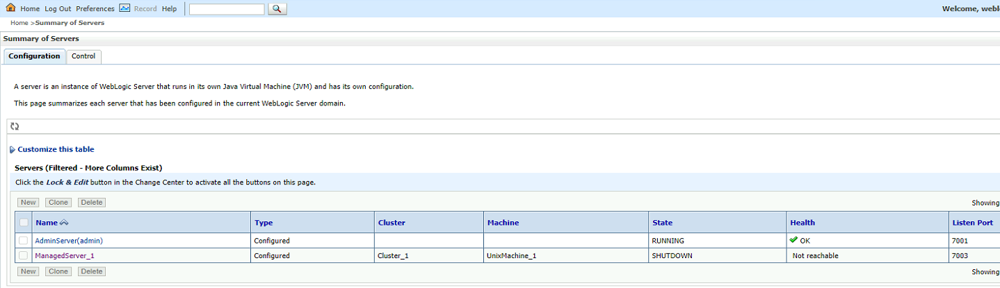 Home Log Out Preferences Record Help Welcome, webl
Home >Summary of Servers
Summary of Servers
Configuration Control
A server is an instance of WebLogic Server that runs in its own Java Virtual Machine (JVM) and has its own configuration.
This page summarizes each server that has been configured in the current WebLogic Server domain.
Customize this table
Servers (Filtered - More Columns Exist)
Click the Lock & Edit button in the Change Center to activate all the buttons on this page.
New Clone Delete Showing
Name Type Cluster Machine State Health Listen Port
AdminServer(admin) Configured RUNNING OK 7001
ManagedServer_1 Configured Cluster_1 UnixMachine_1 SHUTDOWN Not reachable 7003
New Clone Delete Showing